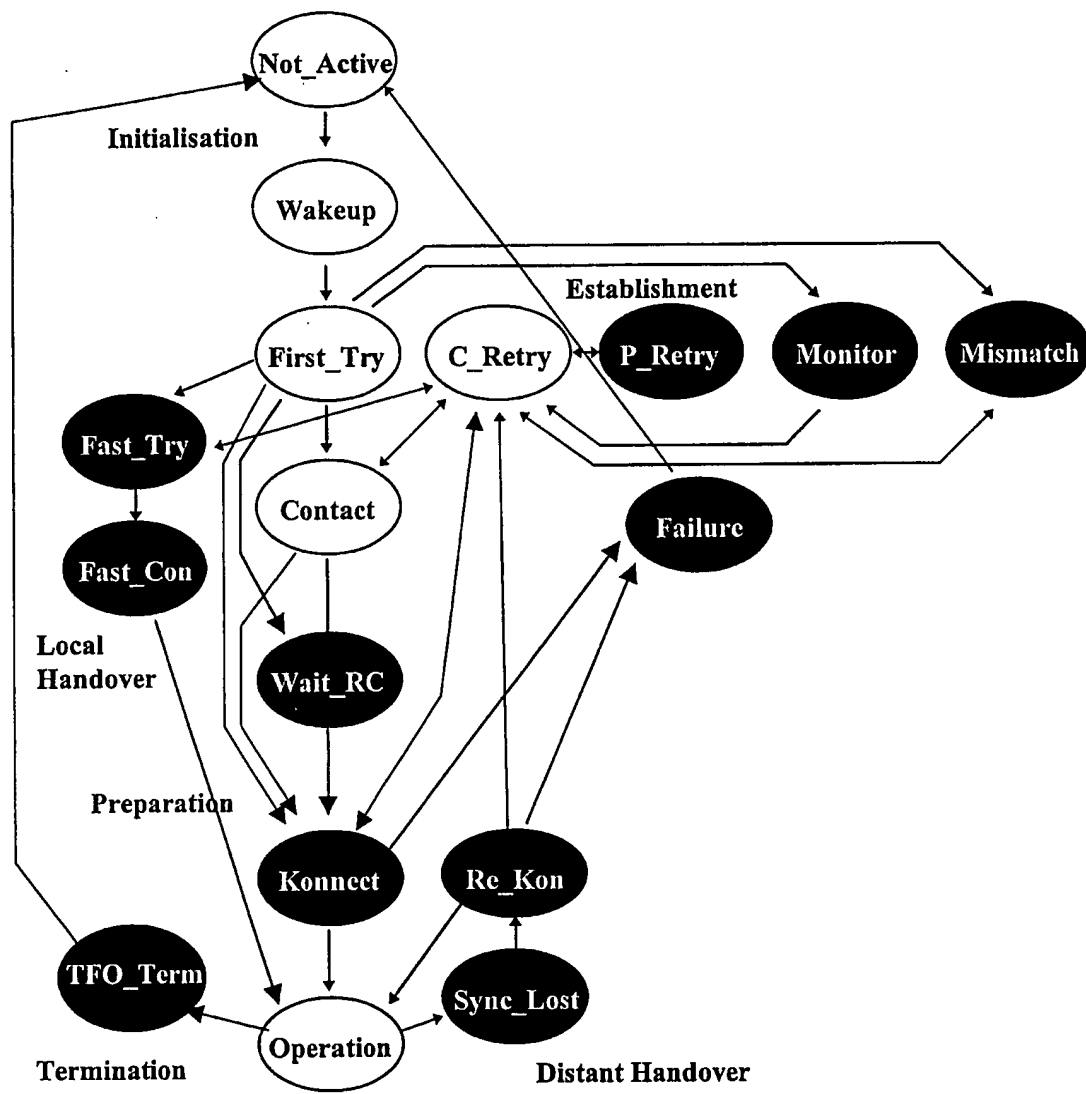 Not_Active
Initialisation
Wakeup
Establishment
First_Try
C_Retry
P_Retry
Monitor
Mismatch
Fast_Try
Contact
Failure
Fast_Con
Local
Handover
Wait_RC
Preparation
Konnect
Re_Kon
TFO_Term
Sync_Lost
Operation
Termination
Distant Handover